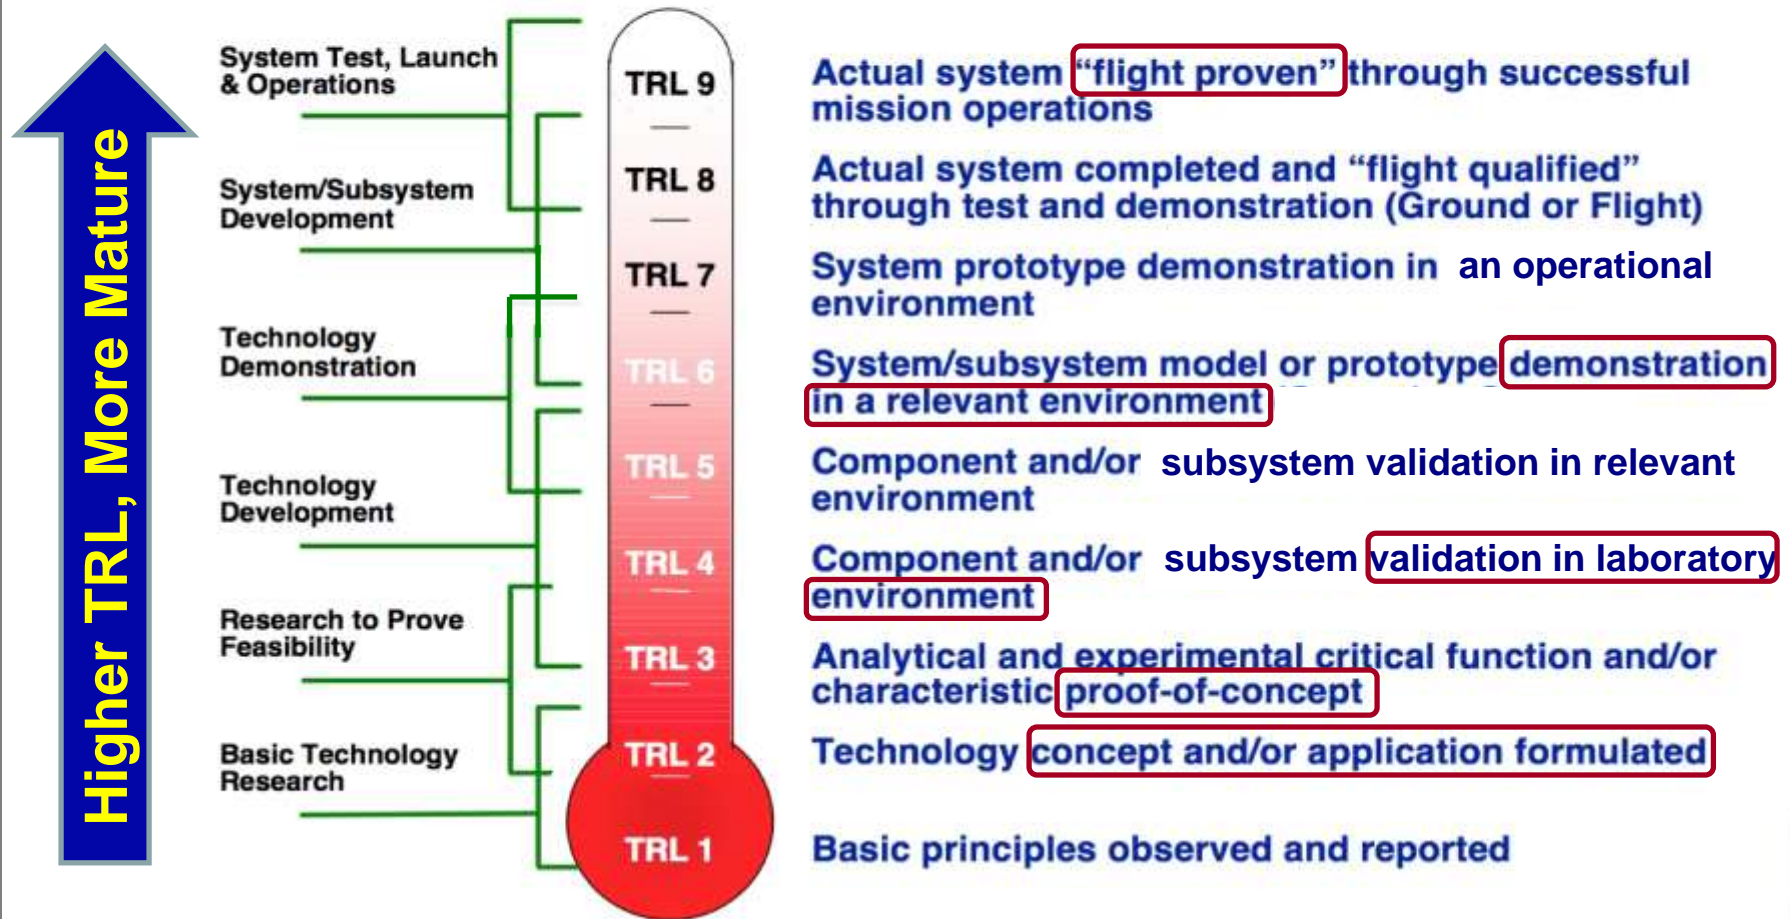 Higher TRL, More Mature
System Test, Launch
& Operations
System/Subsystem
Development
Technology
Demonstration
Technology
Development
Research to Prove
Feasibility
Basic Technology
Research
TRL 9
TRL 8
TRL 7
TRL 6
TRL 5
TRL 4
TRL 3
TRL 2
TRL 1
Actual system “flight proven” through successful
mission operations
Actual system completed and “flight qualified”
through test and demonstration (Ground or Flight)
System prototype demonstration in an operational
environment
System/subsystem model or prototype demonstration
in a relevant environment
Component and/or subsystem validation in relevant
environment
Component and/or subsystem validation in laboratory
environment
Analytical and experimental critical function and/or
characteristic proof-of-concept
Technology concept and/or application formulated
Basic principles observed and reported